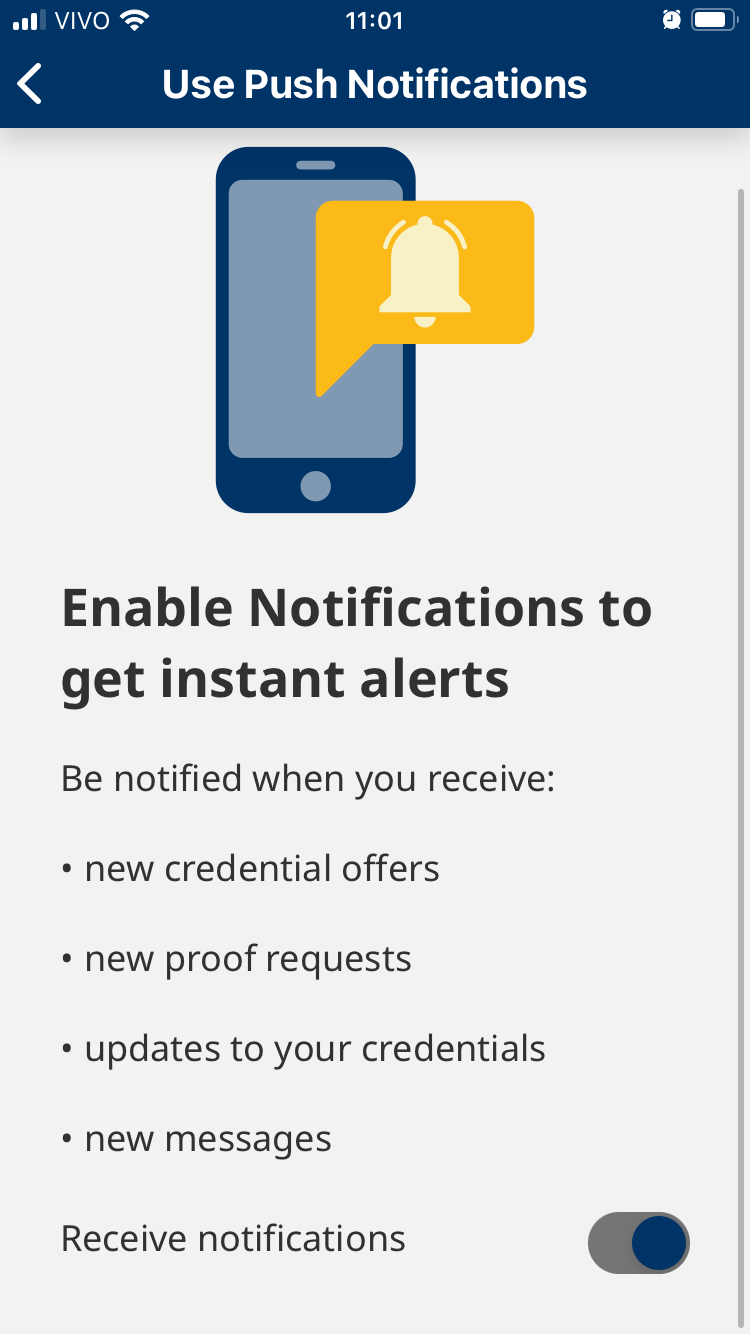 VIVO 11:01
Use Push Notifications
Enable Notifications to
get instant alerts
Be notified when you receive:
• new credential offers
• new proof requests
• updates to your credentials
• new messages
Receive notifications